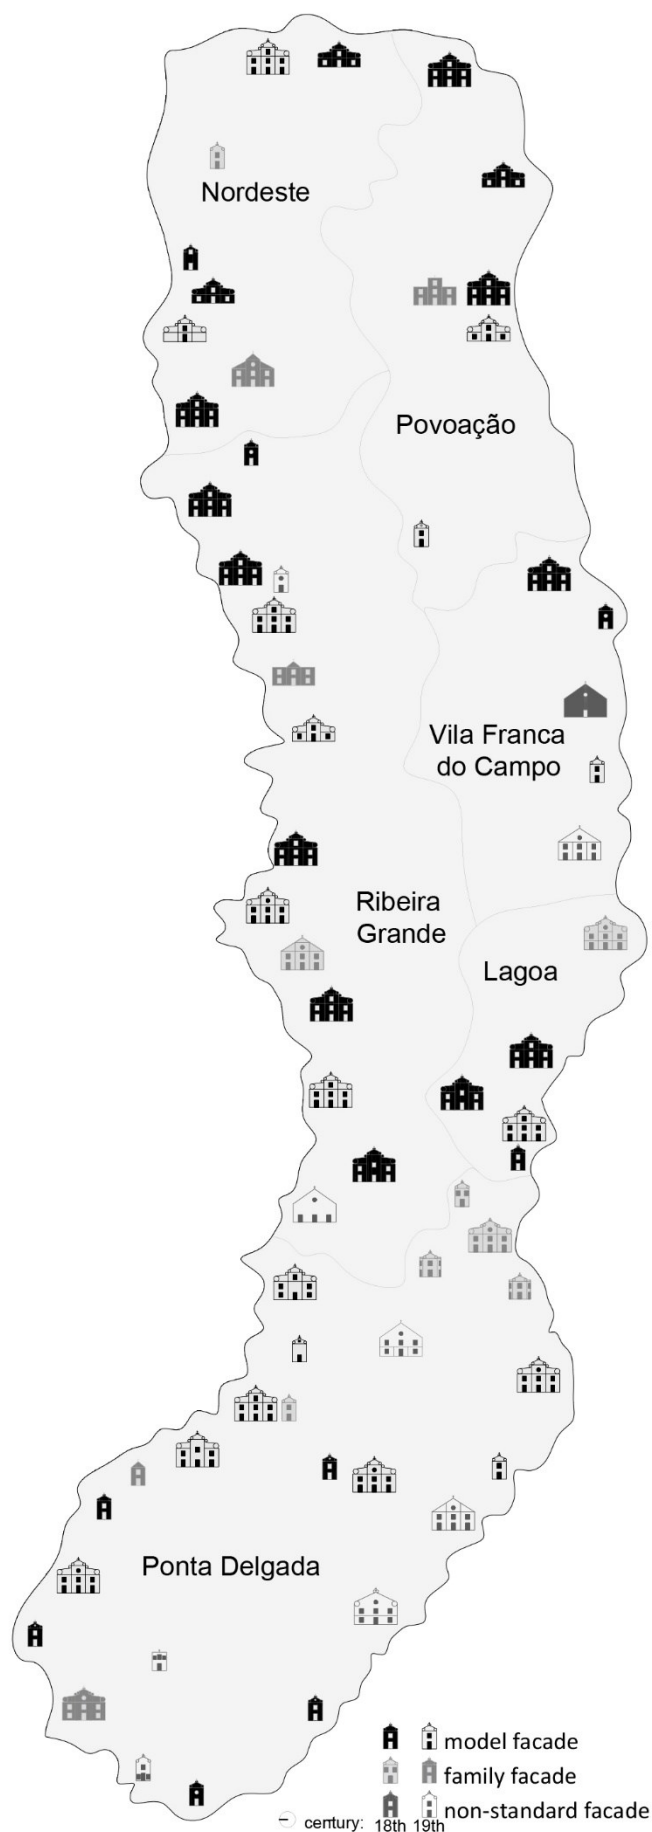 Nordeste
Povoação
Vila Franca
do Campo
Ribeira
Grande
Lagoa
Ponta Delgada
model facade
family facade
non-standard facade
century: 18th 19th